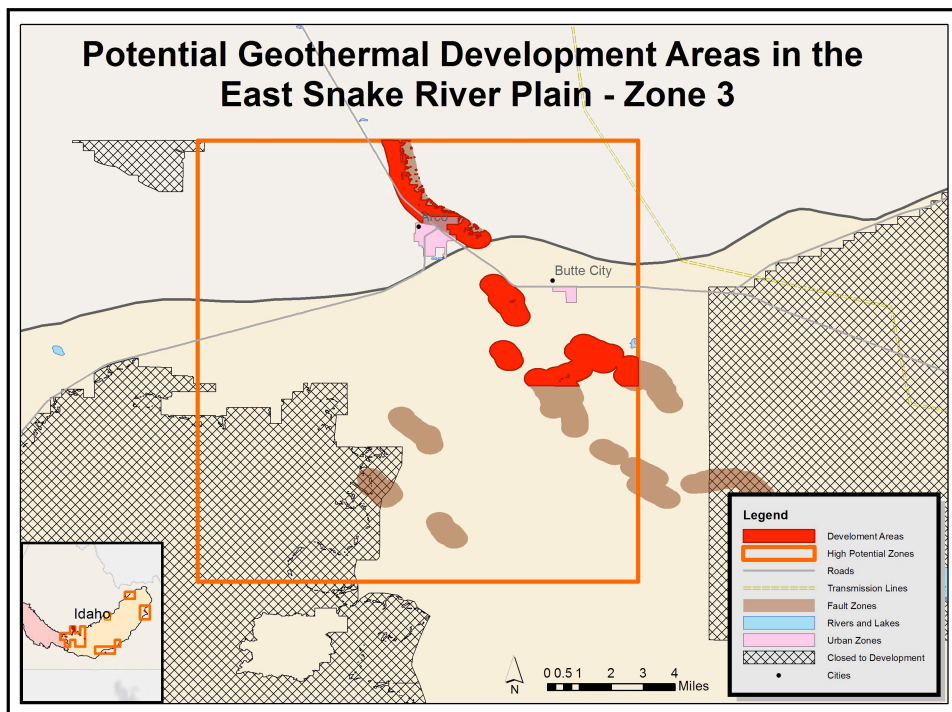 Potential Geothermal Development Areas in the
East Snake River Plain - Zone 3
Arco
Butte City
Legend
Develoment Areas
High Potential Zones
Roads
Transmission Lines
Fault Zones
Rivers and Lakes
Urban Zones
Closed to Development
Cities
Idaho
N
0 0.5 1 2 3 4
Miles